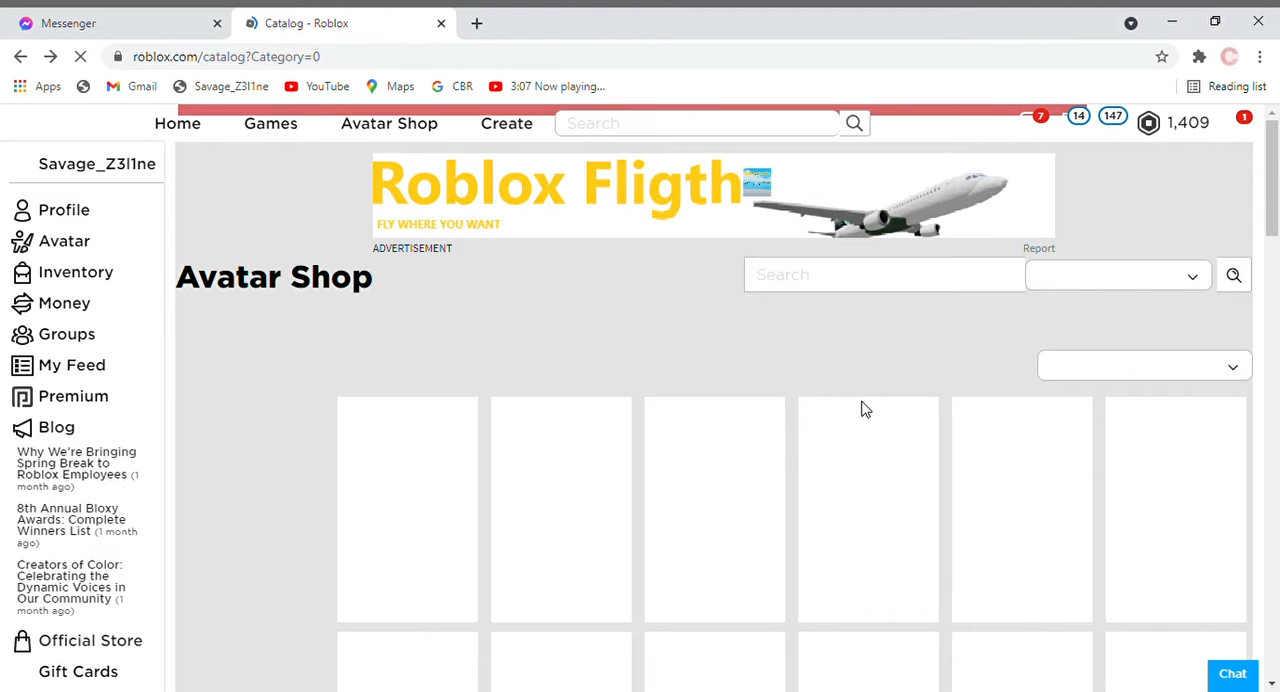 Messenger
Catalog - Roblox
roblox.com/catalog?Category=0
Apps
Gmail
Savage_Z3l1ne
YouTube
Maps
CBR
3:07 Now playing...
Reading list
Home
Games
Avatar Shop
Create
Search
7
14
147
1,409
1
Savage_Z3l1ne
Profile
Avatar
Inventory
Money
Groups
My Feed
Premium
Blog
Why We're Bringing
Spring Break to
Roblox Employees (1
month ago)
8th Annual Bloxy
Awards: Complete
Winners List (1 month
ago)
Creators of Color:
Celebrating the
Dynamic Voices in
Our Community (1
month ago)
Official Store
Gift Cards
Roblox Fligth
FLY WHERE YOU WANT
ADVERTISEMENT
Report
Avatar Shop
Search
Chat